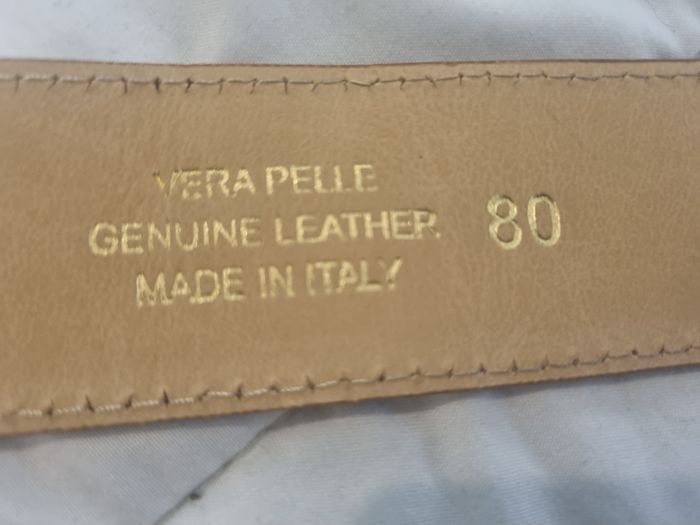 VERA PELLE
GENUINE LEATHER
MADE IN ITALY
80